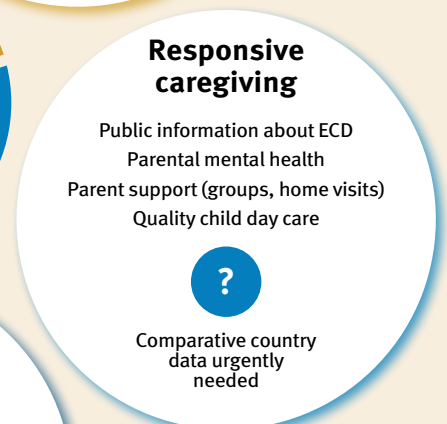 Responsive
caregiving
Public information about ECD
Parental mental health
Parent support (groups, home visits)
Quality child day care
?
Comparative country
data urgently
needed